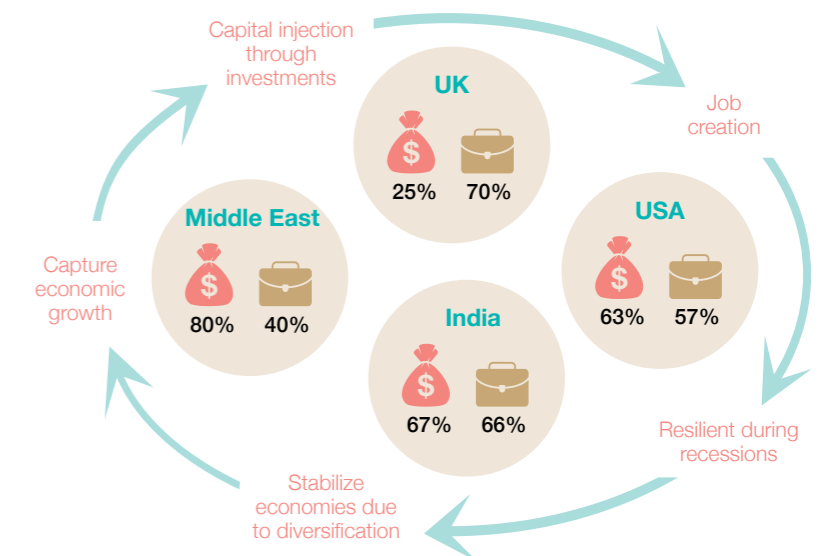 Capital injection
through
investments
Job
creation
Resilient during
recessions
Stabilize
economies due
to diversification
Capture
economic
growth
UK
$
25% 70%
Middle East
$
80% 40%
USA
$
63% 57%
India
$
67% 66%